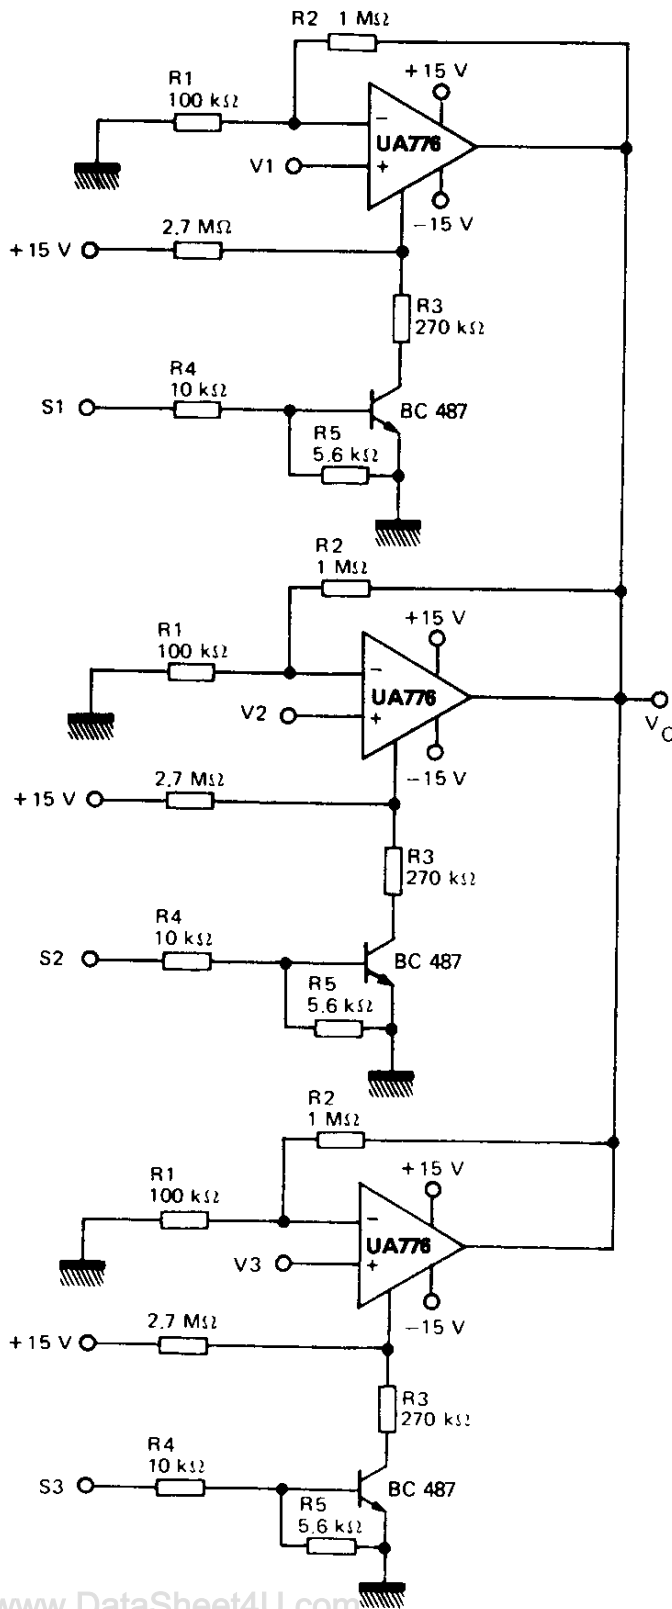 R2 1 MΩ
+15 V
R1
100 kΩ
−
UA776
V1
+
−15 V
2.7 MΩ
+15 V
R3
270 kΩ
R4
10 kΩ
S1
BC 487
R5
5.6 kΩ
R2
1 MΩ
+15 V
R1
100 kΩ
−
UA776
V2
+
VO
−15 V
2.7 MΩ
+15 V
R3
270 kΩ
R4
10 kΩ
S2
BC 487
R5
5.6 kΩ
R2
1 MΩ
+15 V
R1
100 kΩ
−
UA776
V3
+
−15 V
2.7 MΩ
+15 V
R3
270 kΩ
R4
10 kΩ
S3
BC 487
R5
5.6 kΩ
www.DataSheet4U.com